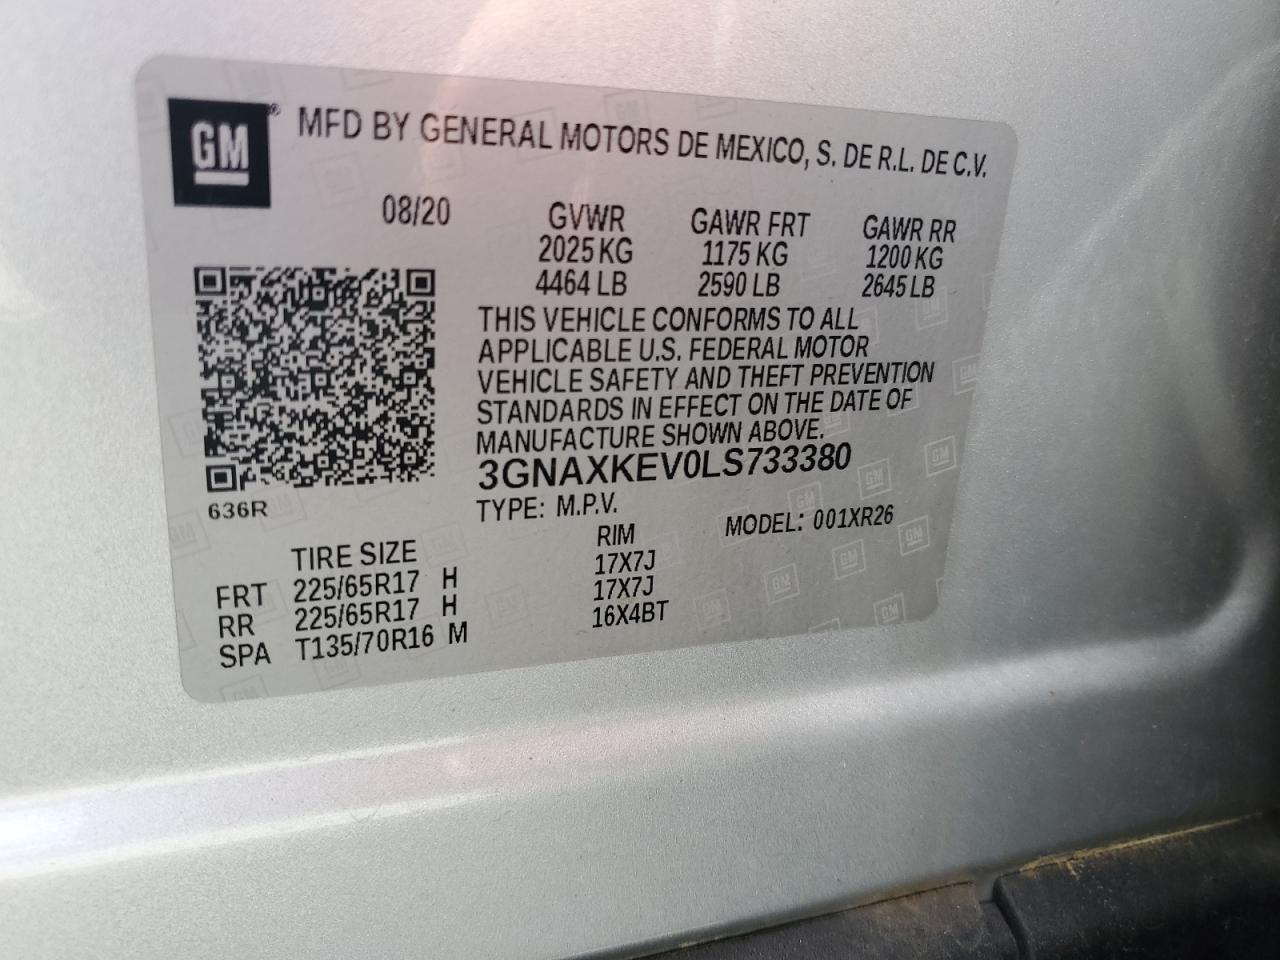 GM® MFD BY GENERAL MOTORS DE MEXICO, S. DE R.L. DE C.V.
08/20 GVWR GAWR FRT GAWR RR
2025 KG 1175 KG 1200 KG
4464 LB 2590 LB 2645 LB
THIS VEHICLE CONFORMS TO ALL
APPLICABLE U.S. FEDERAL MOTOR
VEHICLE SAFETY AND THEFT PREVENTION
STANDARDS IN EFFECT ON THE DATE OF
MANUFACTURE SHOWN ABOVE.
3GNAXKEV0LS733380
636R
TYPE: M.P.V. MODEL: 001XR26
TIRE SIZE RIM
FRT 225/65R17 H 17X7J
RR 225/65R17 H 17X7J
SPA T135/70R16 M 16X4BT